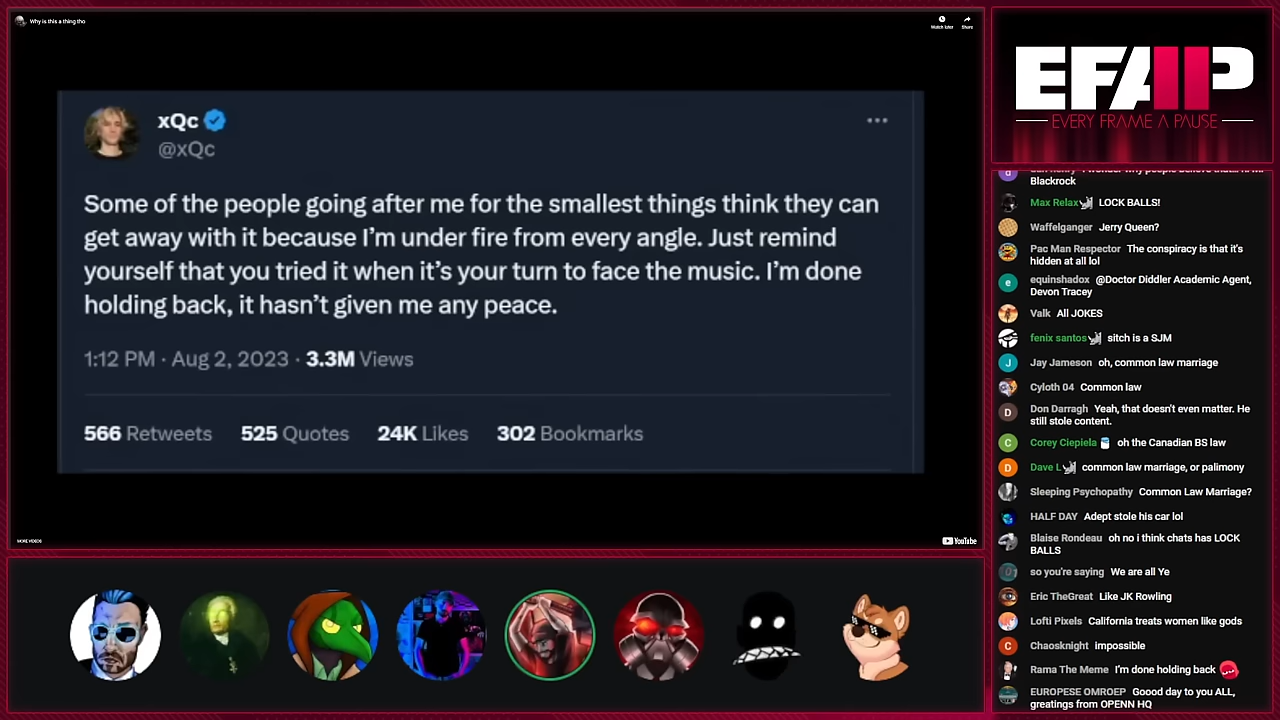 Why is this a thing tho
Watch later
Share
xQc
@xQc
Some of the people going after me for the smallest things think they can
get away with it because I'm under fire from every angle. Just remind
yourself that you tried it when it's your turn to face the music. I'm done
holding back, it hasn't given me any peace.
1:12 PM · Aug 2, 2023 · 3.3M Views
566 Retweets 525 Quotes 24K Likes 302 Bookmarks
MORE VIDEOS
YouTube
EFAP
EVERY FRAME A PAUSE
Blackrock
Max Relax LOCK BALLS!
Waffelganger Jerry Queen?
Pac Man Respector The conspiracy is that it's
hidden at all lol
equinshadox @Doctor Diddler Academic Agent,
Devon Tracey
Valk All JOKES
fenix santos sitch is a SJM
Jay Jameson oh, common law marriage
Cyloth 04 Common law
Don Darragh Yeah, that doesn't even matter. He
still stole content.
Corey Ciepiela oh the Canadian BS law
Dave L common law marriage, or palimony
Sleeping Psychopathy Common Law Marriage?
HALF DAY Adept stole his car lol
Blaise Rondeau oh no i think chats has LOCK
BALLS
so you're saying We are all Ye
Eric TheGreat Like JK Rowling
Lofti Pixels California treats women like gods
Chaosknight Impossible
Rama The Meme I'm done holding back
EUROPESE OMROEP Goood day to you ALL,
greatings from OPENN HQ